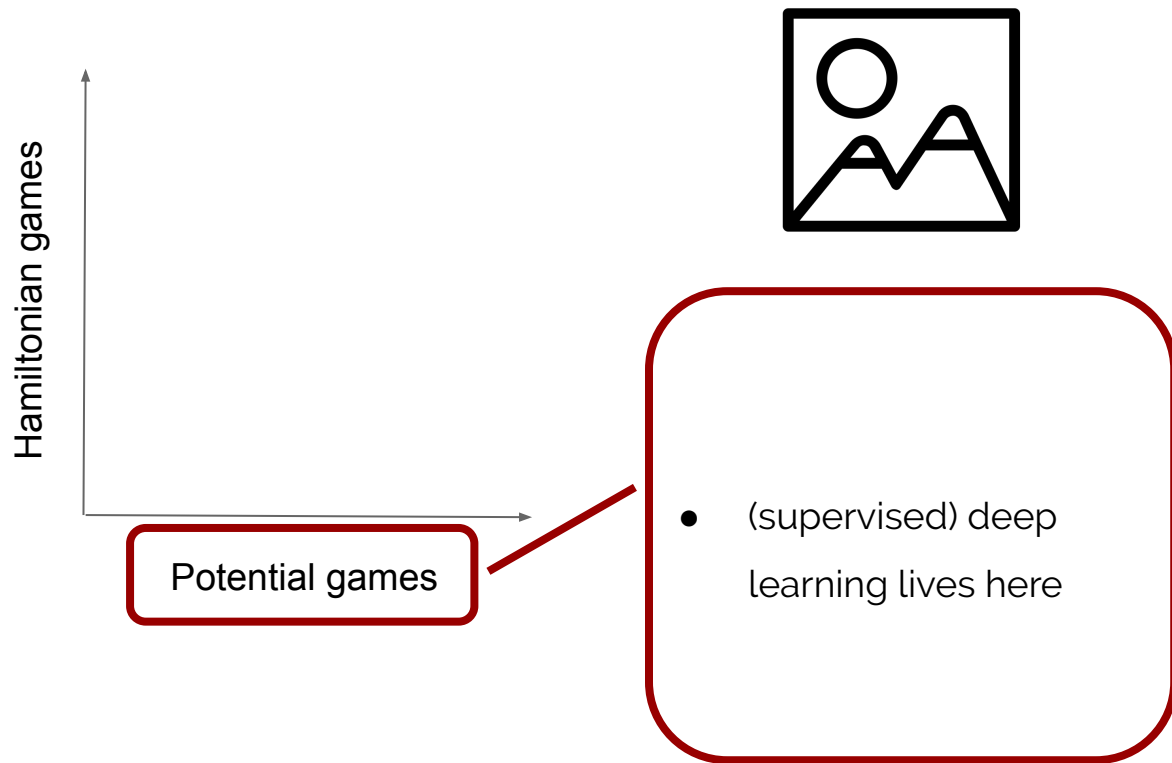 Hamiltonian games
Potential games
● (supervised) deep
learning lives here